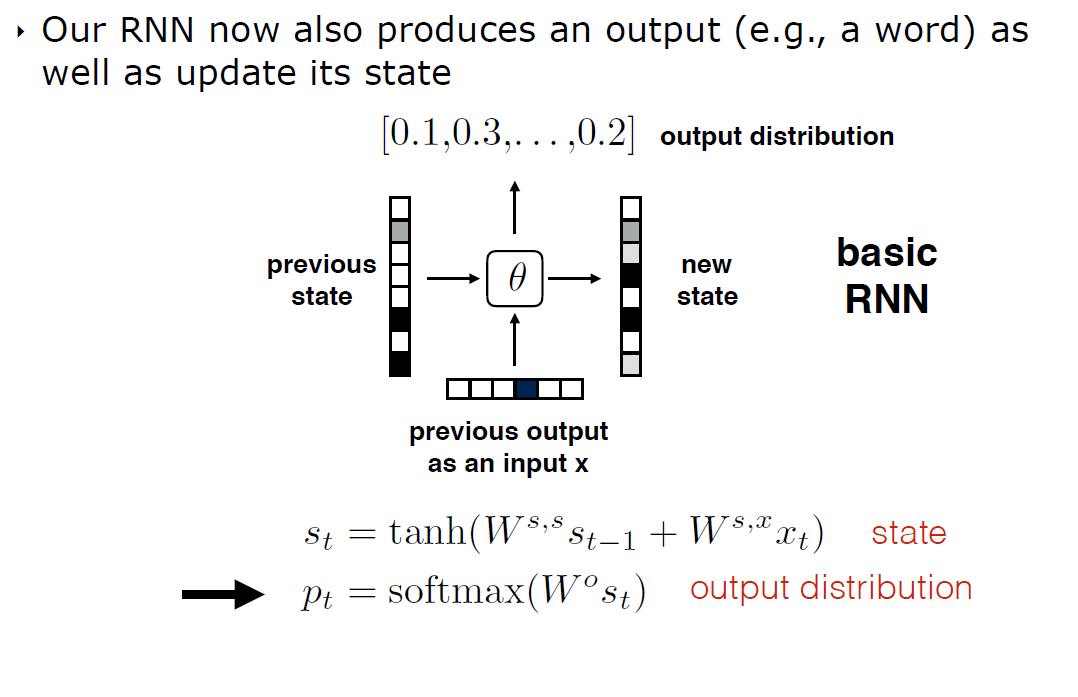 ‣ Our RNN now also produces an output (e.g., a word) as
well as update its state
[0.1,0.3,. . . ,0.2] output distribution
previous
state
θ
new
state
basic
RNN
previous output
as an input x
s_t = tanh(W^{s,s} s_{t−1} + W^{s,x} x_t) state
p_t = softmax(W^o s_t) output distribution